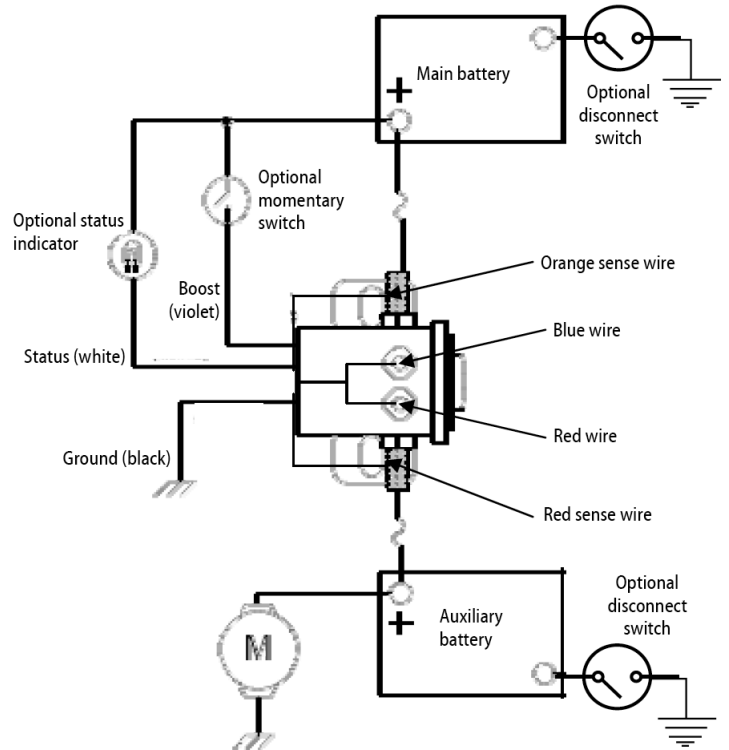 Main battery
+
Optional
disconnect
switch
Optional
momentary
switch
Optional status
indicator
Orange sense wire
Boost
(violet)
Blue wire
Status (white)
Red wire
Ground (black)
Red sense wire
Optional
disconnect
switch
Auxiliary
battery
+
M